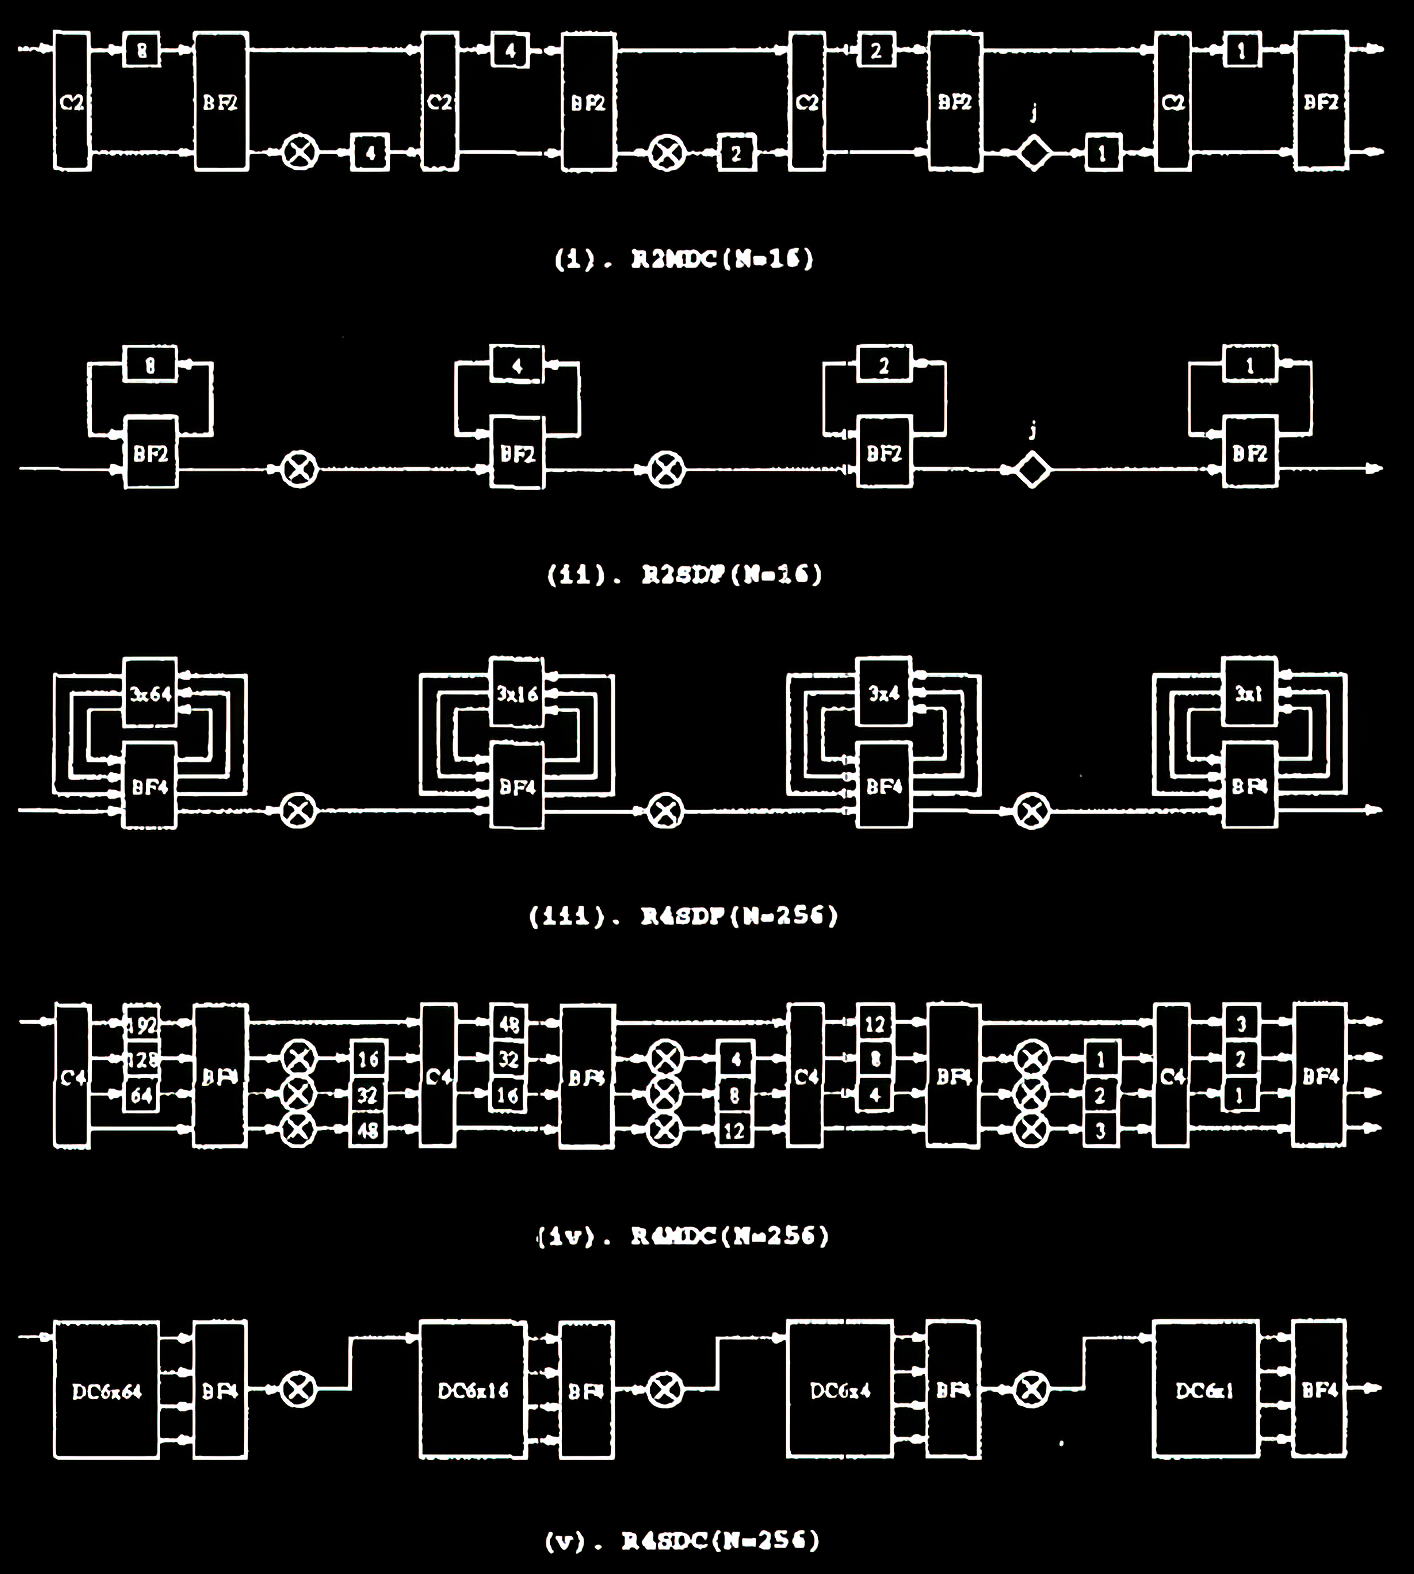 8 4 2 1
C2 BF2 C2 BF2 C2 BF2 j C2 BF2
4 2 1
(i). R2MDC(N=16)
8 4 2 1
BF2 BF2 BF2 j BF2
(ii). R2SDF(N=16)
3x64 3x16 3x4 3x1
BF4 BF4 BF4 BF4
(iii). R4SDF(N=256)
192 48 12 3
128 16 32 4 8 1 2
C4 BF4 C4 BF4 C4 BF4 C4 BF4
64 32 16 8 4 2 1
48 12 3
(iv). R4MDC(N=256)
DC6x64 BF4 DC6x16 BF4 DC6x4 BF4 DC6x1 BF4
(v). R4SDC(N=256)